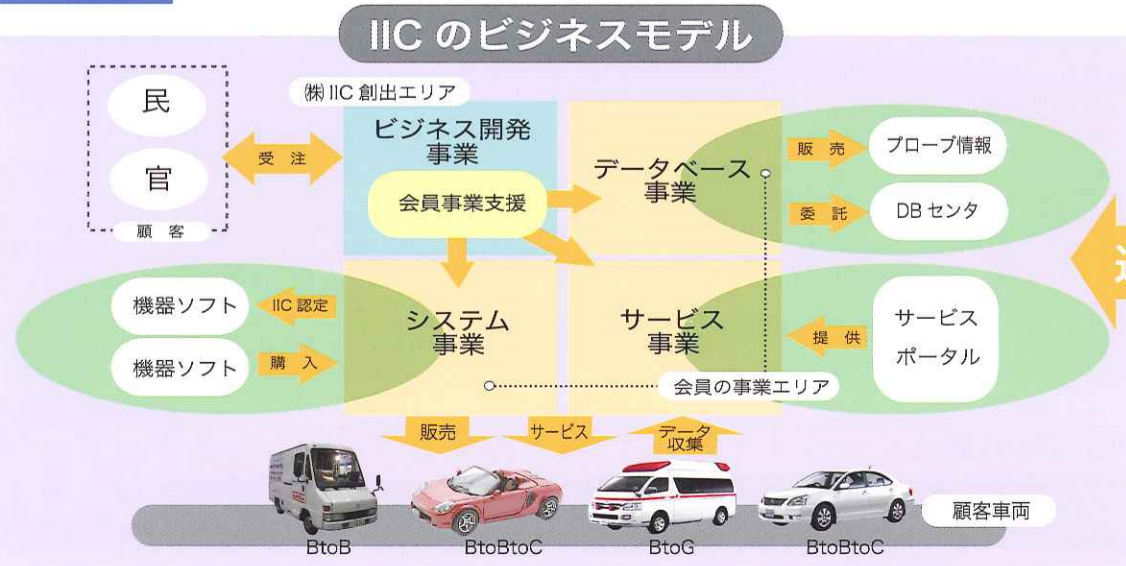 IIC のビジネスモデル
民
官
顧 客
受 注
㈱IIC 創出エリア
ビジネス開発
事業
会員事業支援
データベース
事業
販 売
プローブ情報
委 託
DB センタ
機器ソフト
IIC 認定
機器ソフト
購 入
システム
事業
サービス
事業
提 供
サービス
ポータル
会員の事業エリア
販売
サービス
データ
収集
顧客車両
BtoB
BtoBtoC
BtoG
BtoBtoC